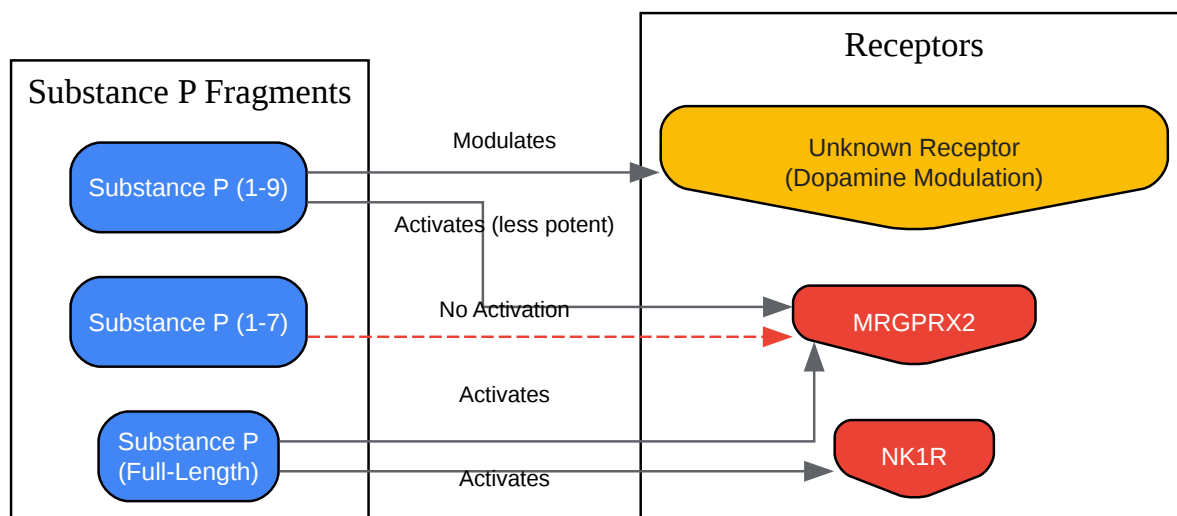 Receptors
Substance P Fragments
Modulates
Unknown Receptor
(Dopamine Modulation)
Substance P (1-9)
Activates (less potent)
No Activation
Substance P (1-7)
MRGPRX2
Activates
Substance P
(Full-Length)
NK1R
Activates